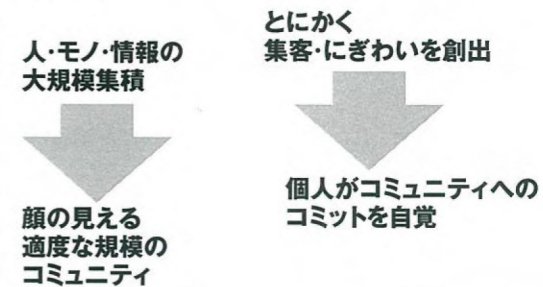 人・モノ・情報の
大規模集積
顔の見える
適度な規模の
コミュニティ
とにかく
集客・にぎわいを創出
個人がコミュニティへの
コミットを自覚